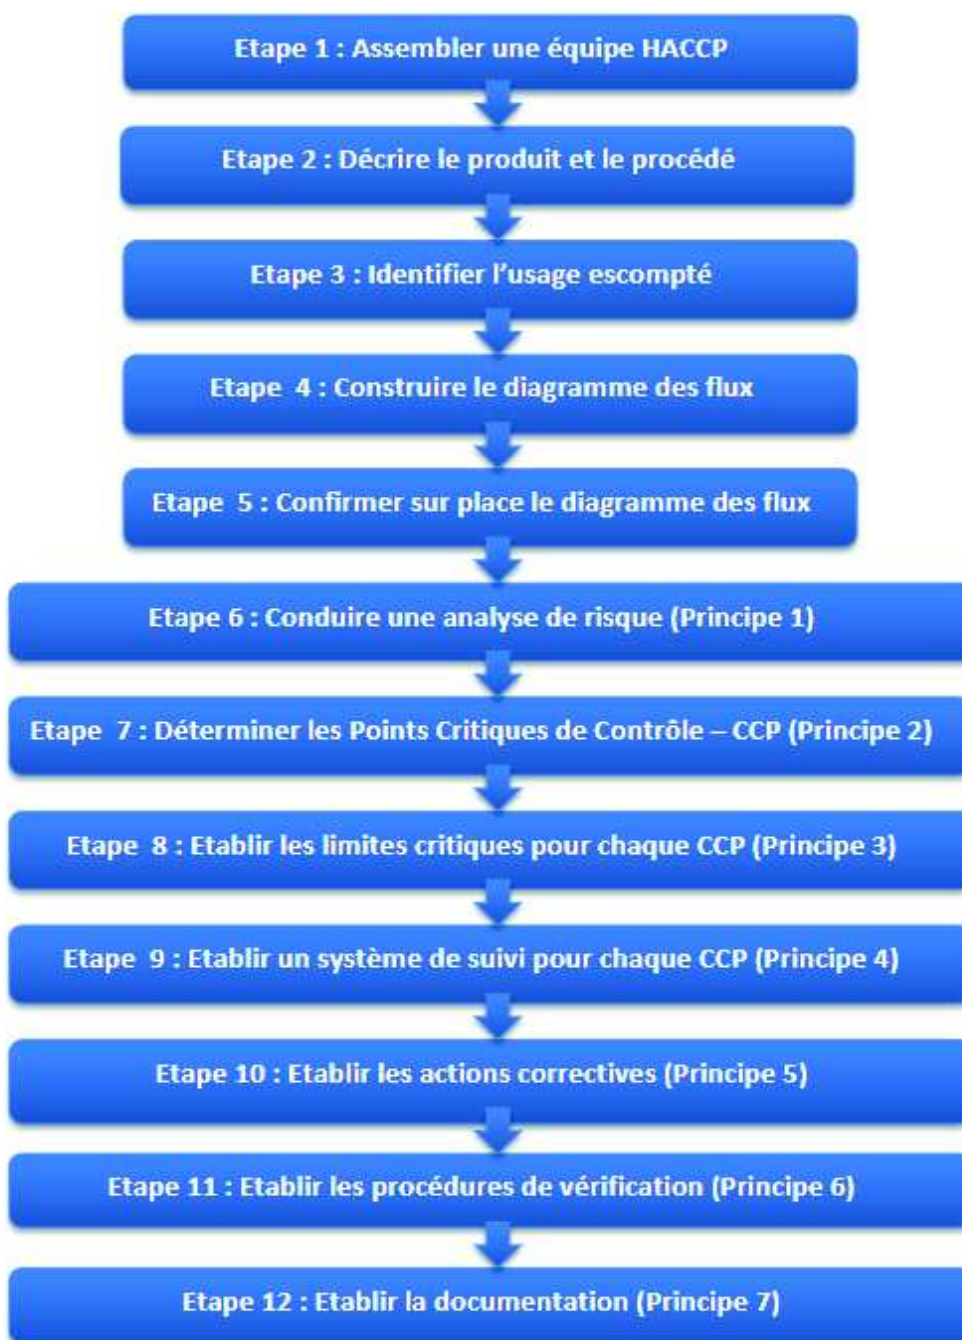 Etape 1 : Assembler une équipe HACCP
Etape 2 : Décrire le produit et le procédé
Etape 3 : Identifier l’usage escompté
Etape 4 : Construire le diagramme des flux
Etape 5 : Confirmer sur place le diagramme des flux
Etape 6 : Conduire une analyse de risque (Principe 1)
Etape 7 : Déterminer les Points Critiques de Contrôle – CCP (Principe 2)
Etape 8 : Etablir les limites critiques pour chaque CCP (Principe 3)
Etape 9 : Etablir un système de suivi pour chaque CCP (Principe 4)
Etape 10 : Etablir les actions correctives (Principe 5)
Etape 11 : Etablir les procédures de vérification (Principe 6)
Etape 12 : Etablir la documentation (Principe 7)